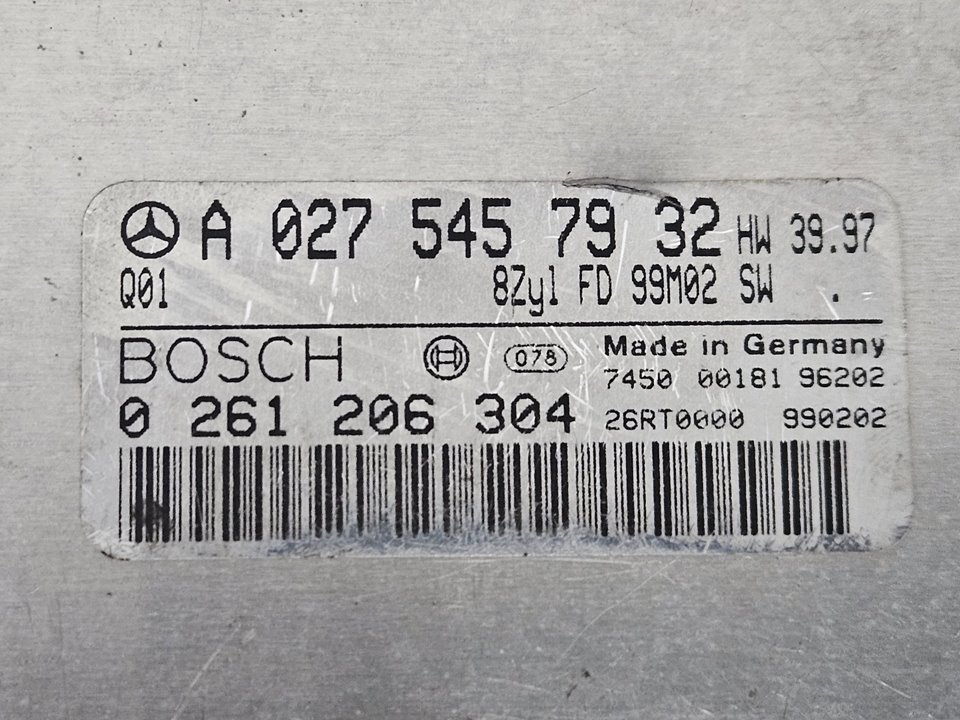 A 027 545 79 32 HW 39.97
Q01 8Zyl FD 99M02 SW .
BOSCH 078 Made in Germany
7450 00181 96202
0 261 206 304 26RT0000 990202